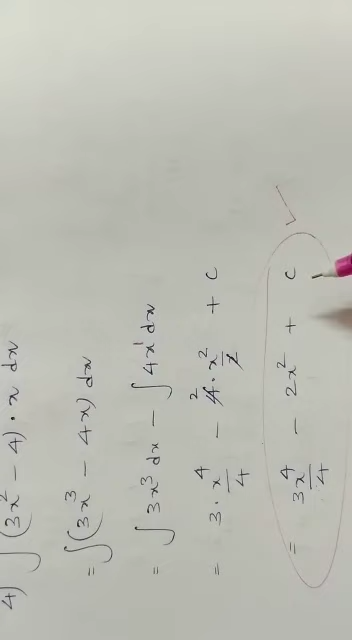 4) ∫(3x² - 4) · x dx
= ∫(3x³ - 4x) dx
= ∫3x³ dx - ∫4x¹ dx
= 3 · x⁴/4 - ²4̸ · x²/2̸ + c
= 3x⁴/4 - 2x² + c ✓